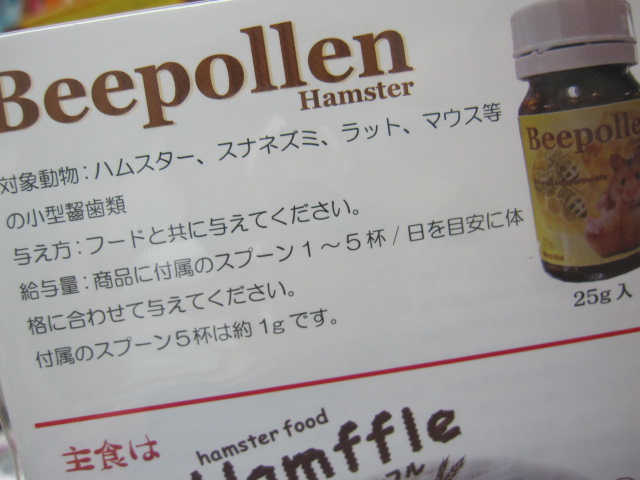 Beepollen
Hamster
対象動物：ハムスター、スナネズミ、ラット、マウス等
の小型齧歯類
与え方：フードと共に与えてください。
給与量：商品に付属のスプーン１〜５杯 / 日を目安に体
格に合わせて与えてください。
付属のスプーン５杯は約 1g です。
Beepollen
25g 入
主食は
hamster food
Hamffle
フル